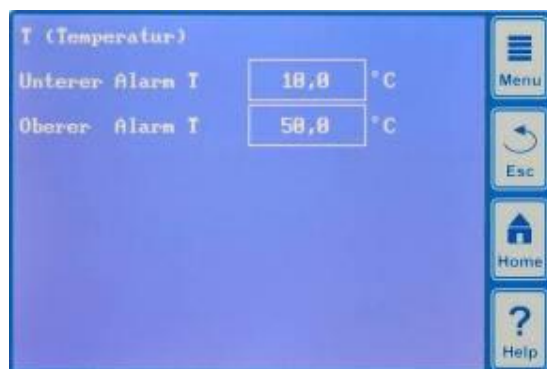 T (Temperatur)
Unterer Alarm T 10,0 °C
Oberer Alarm T 50,0 °C
Menu
Esc
Home
Help